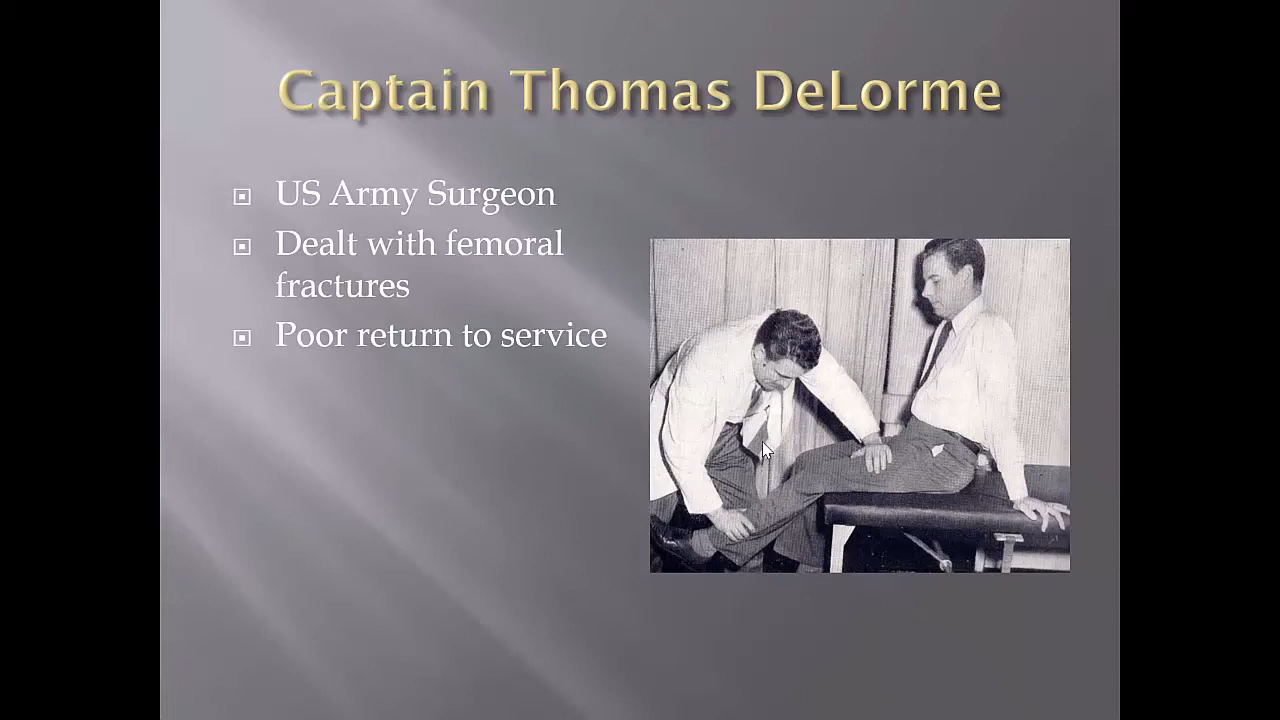 Captain Thomas DeLorme
US Army Surgeon
Dealt with femoral
fractures
Poor return to service